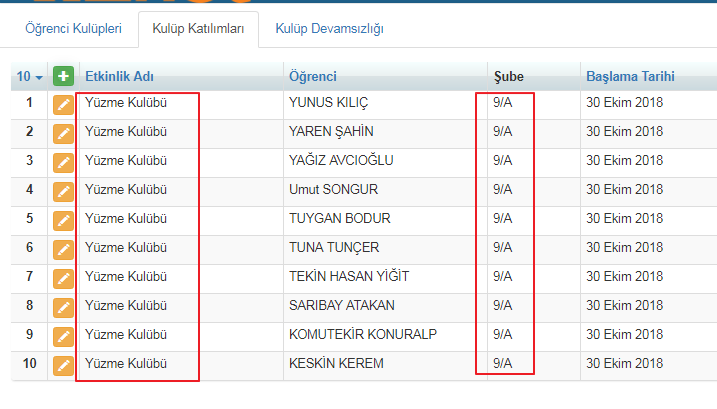 Öğrenci Kulüpleri Kulüp Katılımları Kulüp Devamsızlığı
10 Etkinlik Adı Öğrenci Şube Başlama Tarihi
1 Yüzme Kulübü YUNUS KILIÇ 9/A 30 Ekim 2018
2 Yüzme Kulübü YAREN ŞAHİN 9/A 30 Ekim 2018
3 Yüzme Kulübü YAĞIZ AVCIOĞLU 9/A 30 Ekim 2018
4 Yüzme Kulübü Umut SONGUR 9/A 30 Ekim 2018
5 Yüzme Kulübü TUYGAN BODUR 9/A 30 Ekim 2018
6 Yüzme Kulübü TUNA TUNÇER 9/A 30 Ekim 2018
7 Yüzme Kulübü TEKİN HASAN YİĞİT 9/A 30 Ekim 2018
8 Yüzme Kulübü SARIBAY ATAKAN 9/A 30 Ekim 2018
9 Yüzme Kulübü KOMUTEKİR KONURALP 9/A 30 Ekim 2018
10 Yüzme Kulübü KESKİN KEREM 9/A 30 Ekim 2018